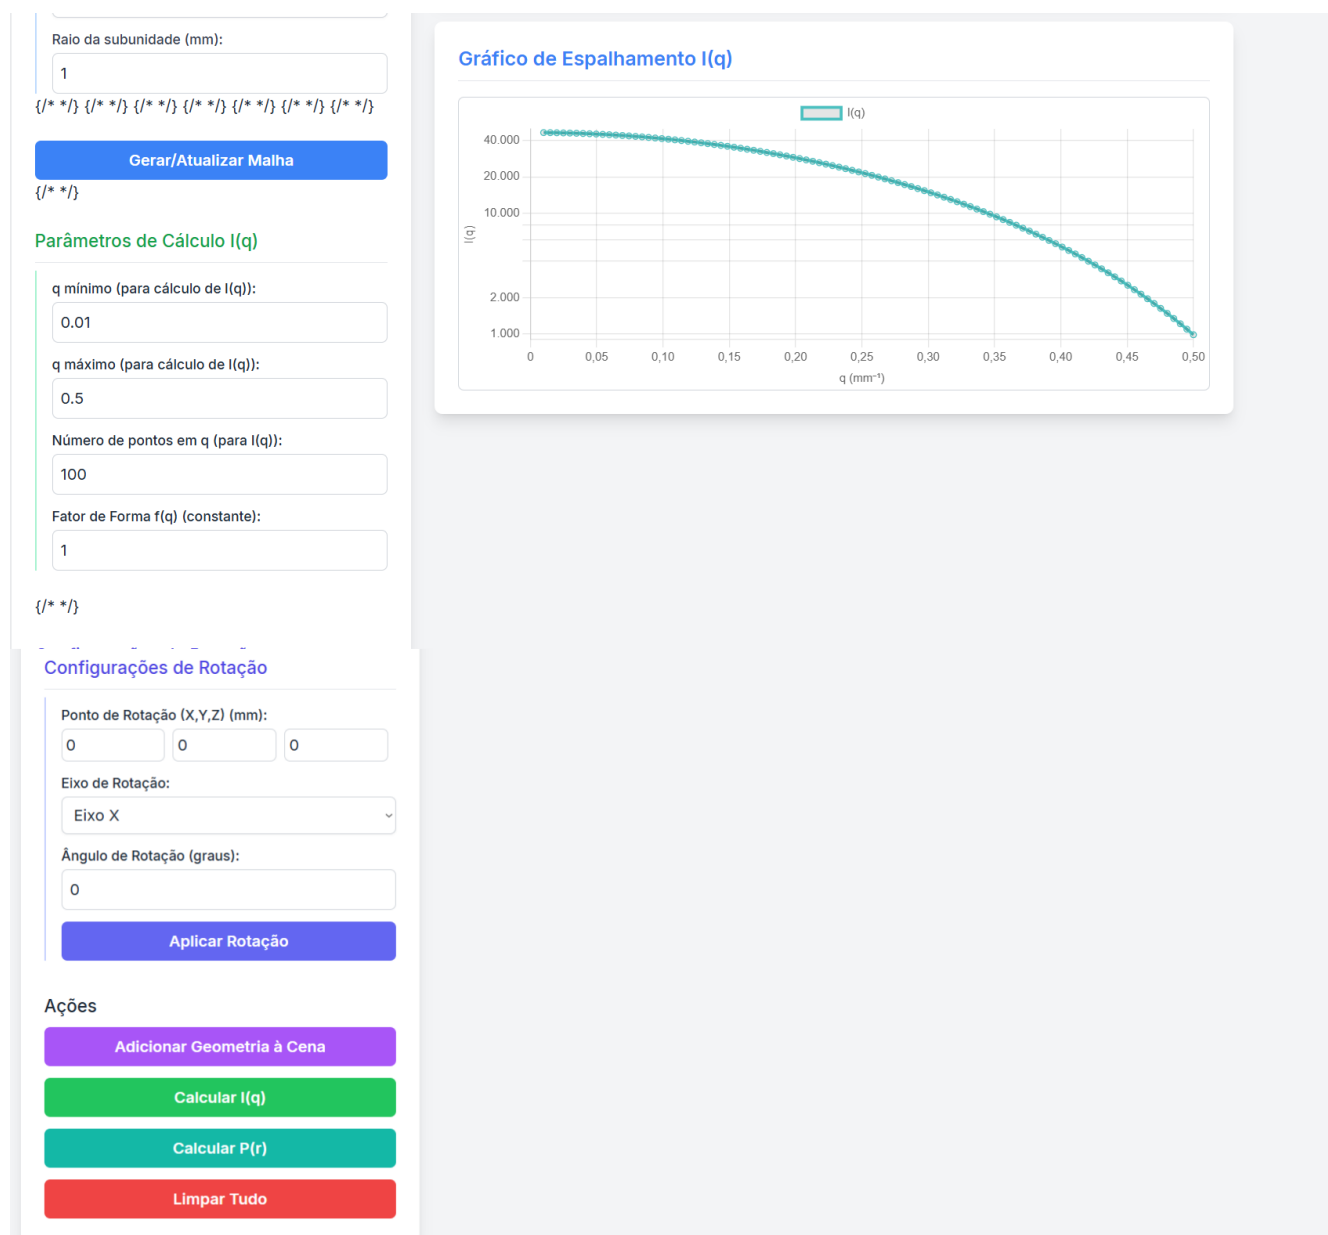 Raio da subunidade (mm):
1
{/* */} {/* */} {/* */} {/* */} {/* */} {/* */} {/* */}
Gerar/Atualizar Malha
{/* */}
Parâmetros de Cálculo I(q)
q mínimo (para cálculo de I(q)):
0.01
q máximo (para cálculo de I(q)):
0.5
Número de pontos em q (para I(q)):
100
Fator de Forma f(q) (constante):
1
{/* */}
Configurações de Rotação
Ponto de Rotação (X,Y,Z) (mm):
0 0 0
Eixo de Rotação:
Eixo X
Ângulo de Rotação (graus):
0
Aplicar Rotação
Ações
Adicionar Geometria à Cena
Calcular I(q)
Calcular P(r)
Limpar Tudo
Gráfico de Espalhamento I(q)
I(q)
40.000
20.000
10.000
2.000
1.000
I(q)
0 0,05 0,10 0,15 0,20 0,25 0,30 0,35 0,40 0,45 0,50
q (mm⁻¹)